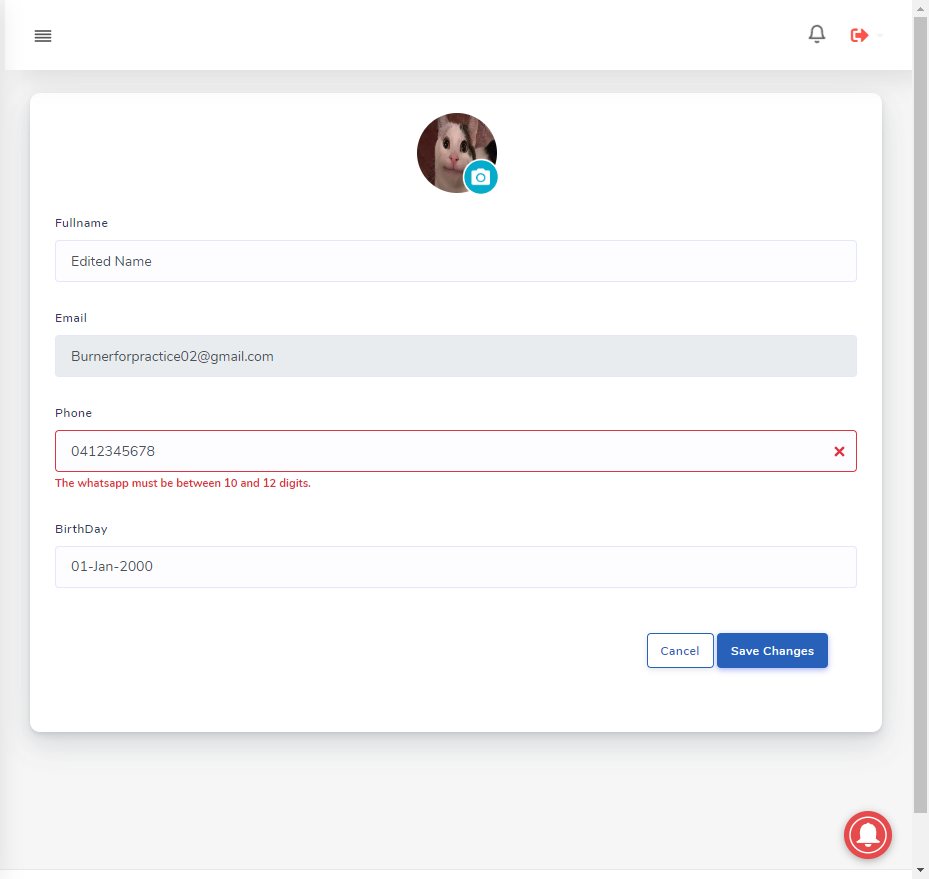 Fullname
Edited Name
Email
Burnerforpractice02@gmail.com
Phone
0412345678
The whatsapp must be between 10 and 12 digits.
BirthDay
01-Jan-2000
Cancel Save Changes